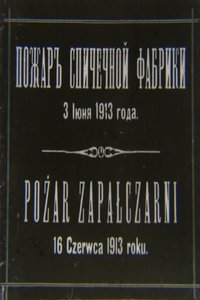 ПОЖАРЪ СПИЧЕЧНОЙ ФАБРИКИ
3 Iюня 1913 года.
POŻAR ZAPAŁCZARNI
16 Czerwca 1913 roku.